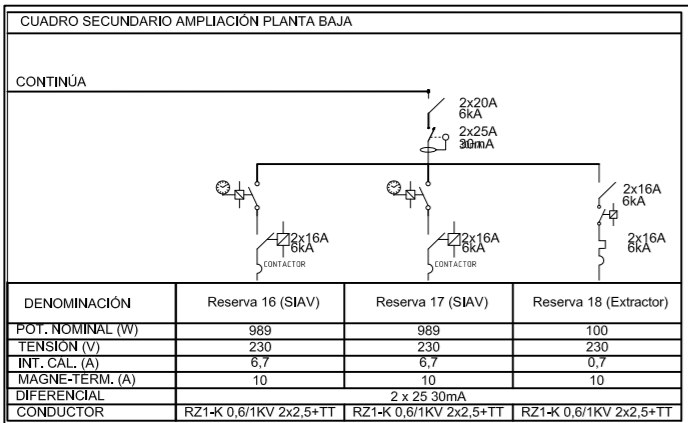 CUADRO SECUNDARIO AMPLIACIÓN PLANTA BAJA
CONTINÚA
2x20A
6kA
2x25A
30mA
2x16A
6kA
CONTACTOR
2x16A
6kA
CONTACTOR
2x16A
6kA
2x16A
6kA
DENOMINACIÓN Reserva 16 (SIAV) Reserva 17 (SIAV) Reserva 18 (Extractor)
POT. NOMINAL (W) 989 989 100
TENSIÓN (V) 230 230 230
INT. CAL. (A) 6,7 6,7 0,7
MAGNE-TÉRM. (A) 10 10 10
DIFERENCIAL 2 x 25 30mA
CONDUCTOR RZ1-K 0,6/1KV 2x2,5+TT RZ1-K 0,6/1KV 2x2,5+TT RZ1-K 0,6/1KV 2x2,5+TT